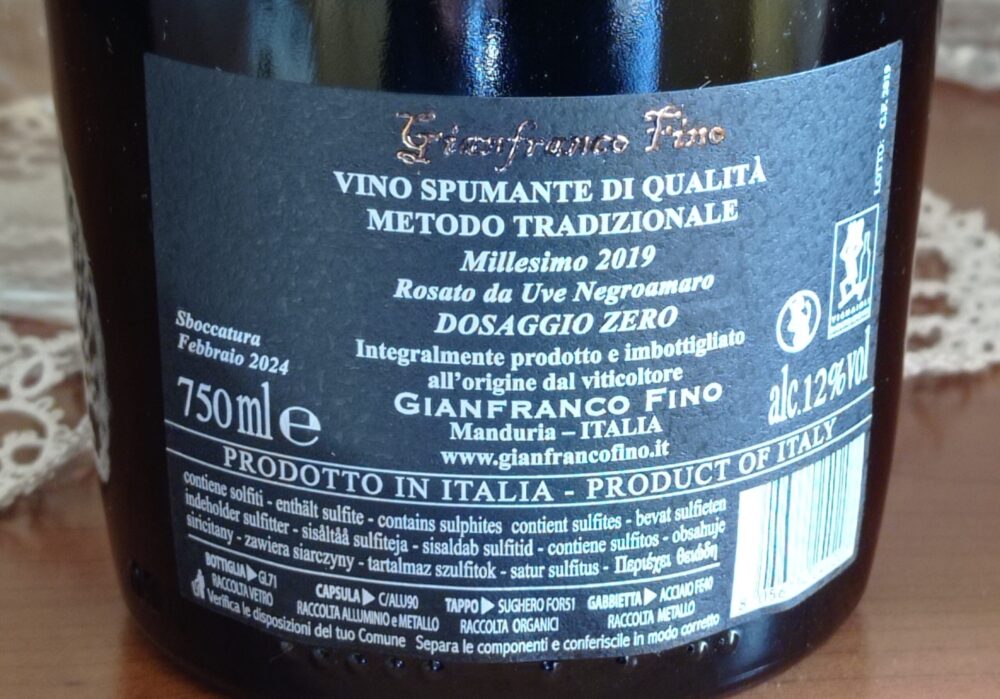 Gianfranco Fino
VINO SPUMANTE DI QUALITÀ
METODO TRADIZIONALE
Millesimo 2019
Rosato da Uve Negroamaro
DOSAGGIO ZERO
Integralmente prodotto e imbottigliato
all'origine dal viticoltore
GIANFRANCO FINO
Manduria – ITALIA
www.gianfrancofino.it
Sboccatura
Febbraio 2024
750 ml e
LOTTO: G.F. 2019
VIGNAIOLI
alc.12%vol
PRODOTTO IN ITALIA - PRODUCT OF ITALY
contiene solfiti - enthält sulfite - contains sulphites contient sulfites - bevat sulfieten
indeholder sulfitter - sisältää sulfiteja - sisaldab sulfitid - contiene sulfitos - obsahuje
siricitany - zawiera siarczyny - tartalmaz szulfitok - satur sulfitus - Περιέχει θειώδη
BOTTIGLIA ▶ GL71
RACCOLTA VETRO
CAPSULA ▶ C/ALU90
RACCOLTA ALLUMINIO e METALLO
TAPPO ▶ SUGHERO FOR51
RACCOLTA ORGANICI
GABBIETTA ▶ ACCIAIO FE40
RACCOLTA METALLO
Verifica le disposizioni del tuo Comune Separa le componenti e conferiscile in modo corretto